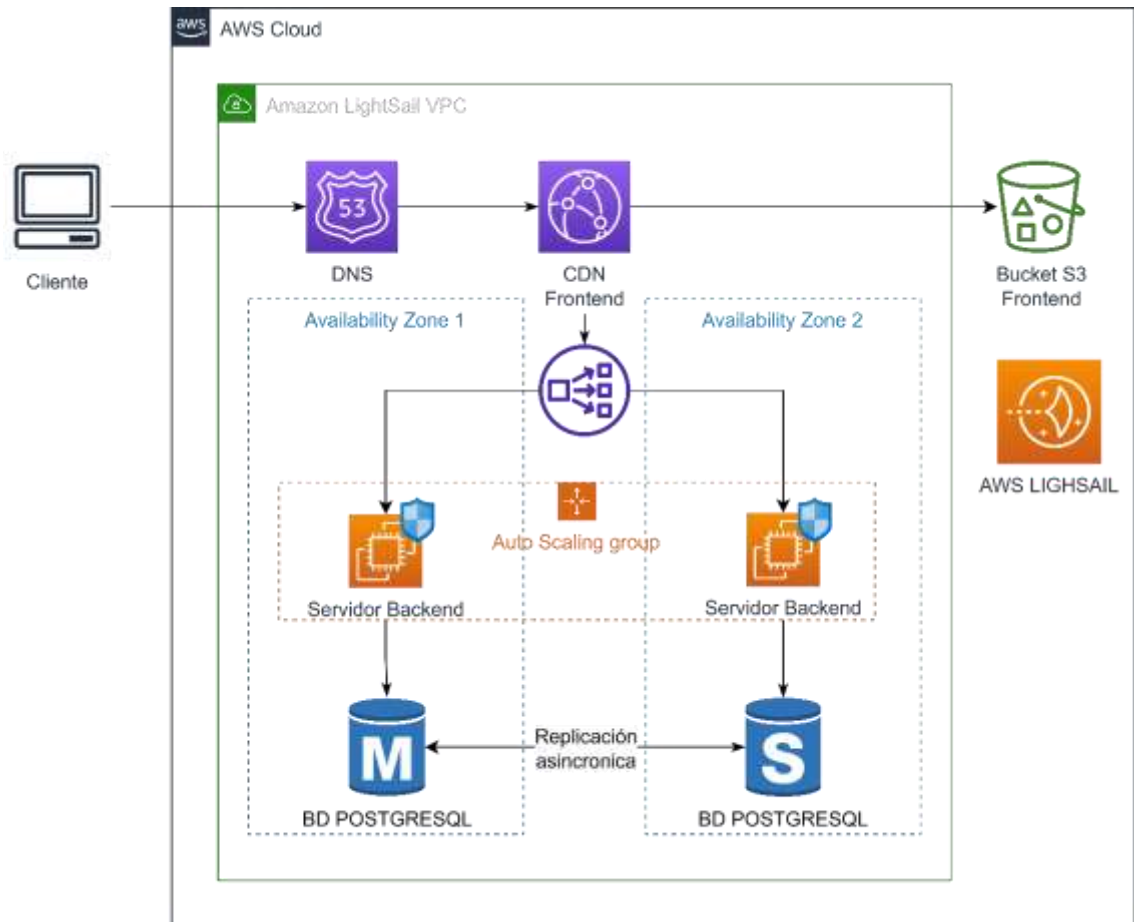 aws
AWS Cloud
Amazon LightSail VPC
53
Cliente
DNS
CDN
Frontend
Bucket S3
Frontend
Availability Zone 1
Availability Zone 2
AWS LIGHSAIL
Auto Scaling group
Servidor Backend
Servidor Backend
M
Replicación
asincronica
S
BD POSTGRESQL
BD POSTGRESQL